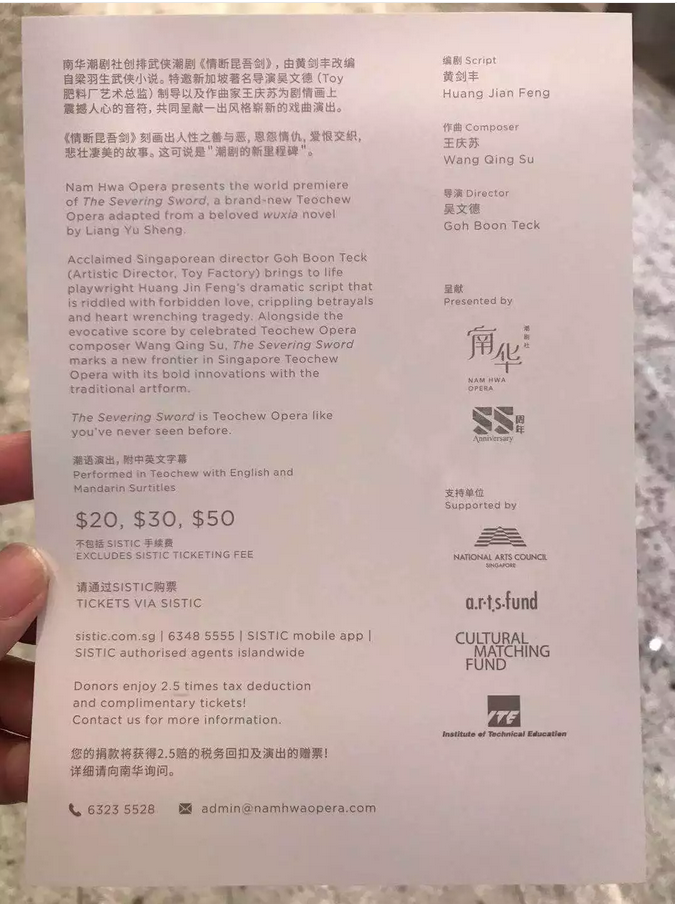 南华潮剧社创排武侠潮剧《情断昆吾剑》，由黄剑丰改编
自梁羽生武侠小说。特邀新加坡著名导演吴文德（Toy
肥料厂艺术总监）制导以及作曲家王庆苏为剧情画上
震撼人心的音符，共同呈献一出风格崭新的戏曲演出。
《情断昆吾剑》刻画出人性之善与恶，恩怨情仇，爱恨交织，
悲壮凄美的故事。这可说是"潮剧的新里程碑"。
Nam Hwa Opera presents the world premiere
of The Severing Sword, a brand-new Teochew
Opera adapted from a beloved wuxia novel
by Liang Yu Sheng.
Acclaimed Singaporean director Goh Boon Teck
(Artistic Director, Toy Factory) brings to life
playwright Huang Jin Feng's dramatic script that
is riddled with forbidden love, crippling betrayals
and heart wrenching tragedy. Alongside the
evocative score by celebrated Teochew Opera
composer Wang Qing Su, The Severing Sword
marks a new frontier in Singapore Teochew
Opera with its bold innovations with the
traditional artform.
The Severing Sword is Teochew Opera like
you've never seen before.
潮语演出，附中英文字幕
Performed in Teochew with English and
Mandarin Surtitles
$20, $30, $50
不包括 SISTIC 手续费
EXCLUDES SISTIC TICKETING FEE
请通过SISTIC购票
TICKETS VIA SISTIC
sistic.com.sg | 6348 5555 | SISTIC mobile app |
SISTIC authorised agents islandwide
Donors enjoy 2.5 times tax deduction
and complimentary tickets!
Contact us for more information.
您的捐款将获得2.5赔的税务回扣及演出的赠票!
详细请向南华询问。
6323 5528 admin@namhwaopera.com
编剧 Script
黄剑丰
Huang Jian Feng
作曲 Composer
王庆苏
Wang Qing Su
导演 Director
吴文德
Goh Boon Teck
呈献
Presented by
南华
潮剧社
NAM HWA
OPERA
55周年
Anniversary
支持单位
Supported by
NATIONAL ARTS COUNCIL
SINGAPORE
a.r.t.s.fund
CULTURAL
MATCHING
FUND
ITE
Institute of Technical Education